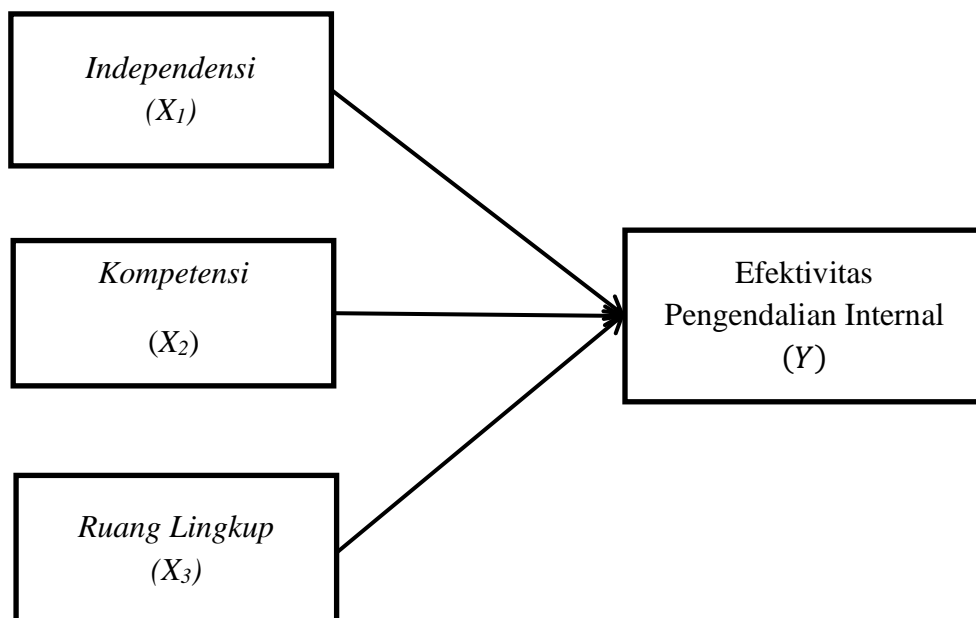 Independensi
(X1)
Kompetensi
(X2)
Ruang Lingkup
(X3)
Efektivitas
Pengendalian Internal
(Y)